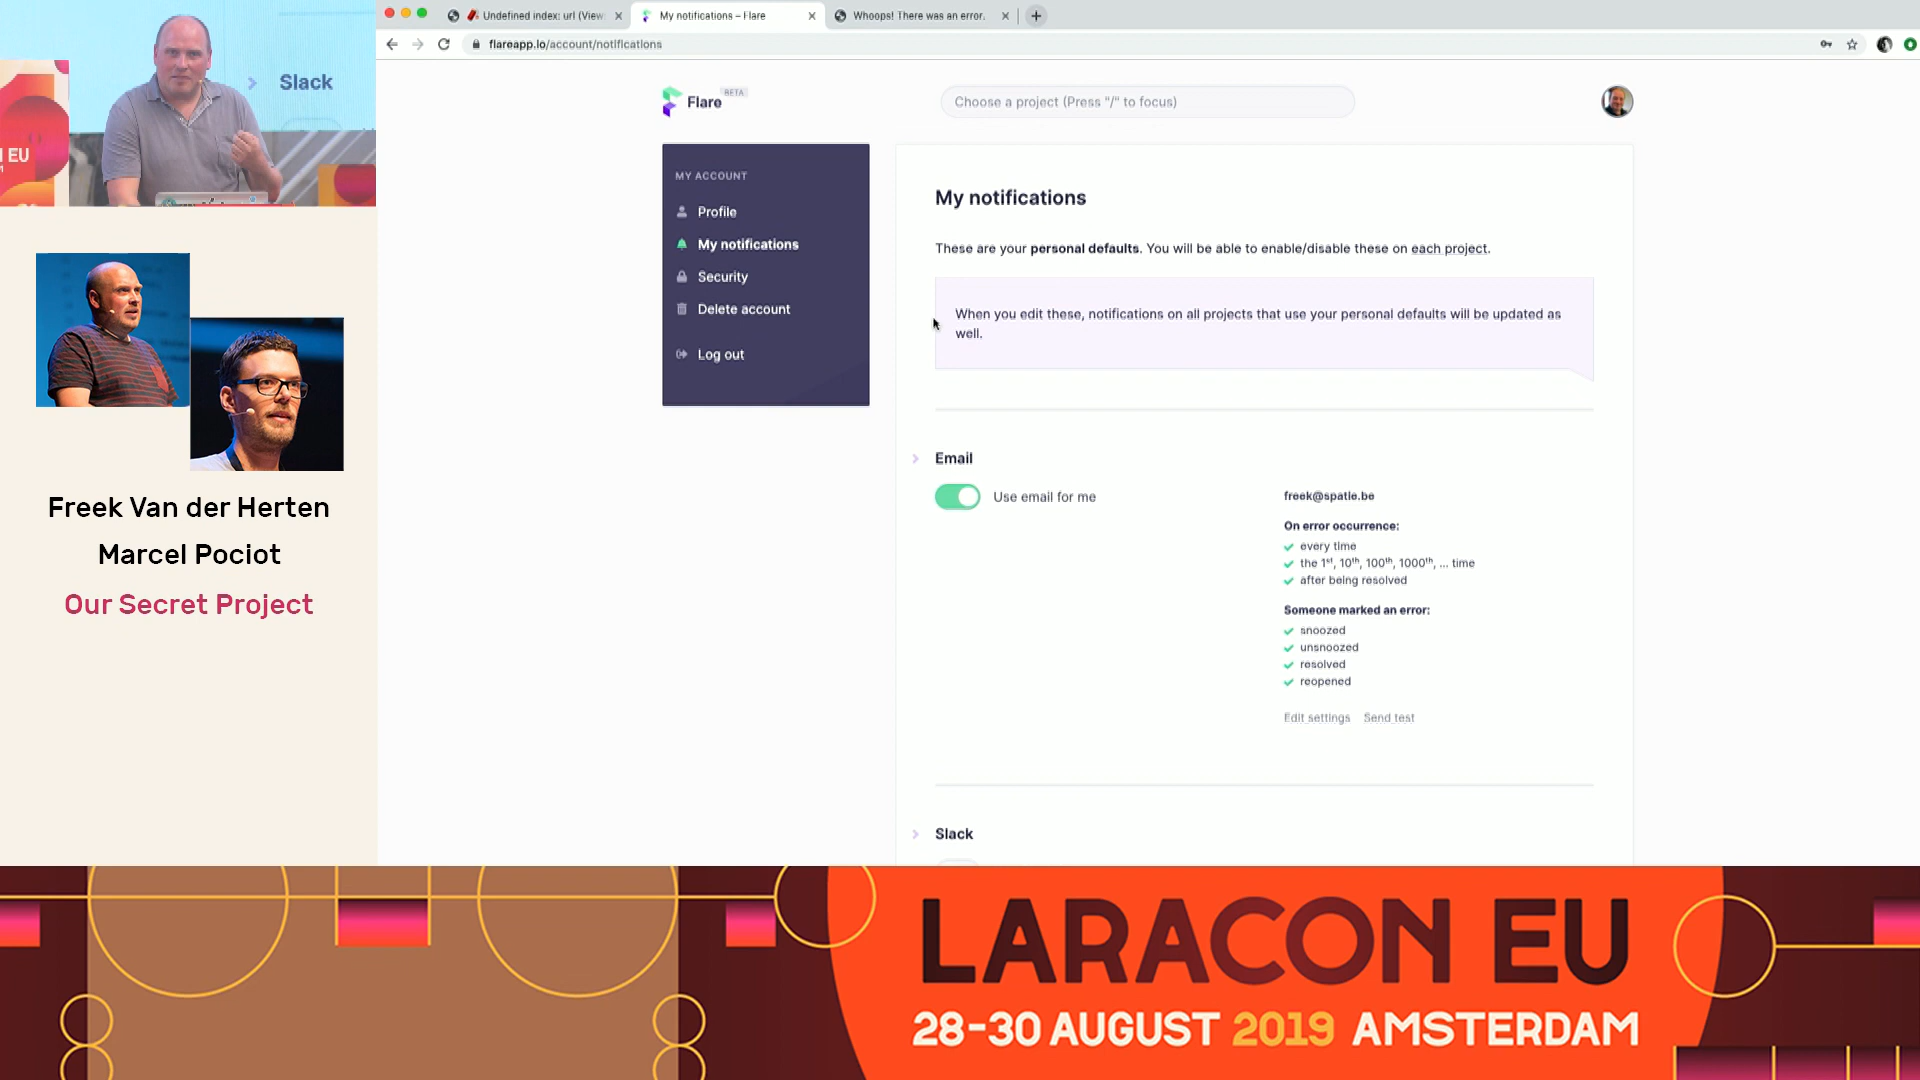 Slack
EU
Freek Van der Herten
Marcel Pociot
Our Secret Project
Undefined index: url (View
My notifications – Flare
Whoops! There was an error.
flareapp.io/account/notifications
Flare
BETA
Choose a project (Press "/" to focus)
MY ACCOUNT
Profile
My notifications
Security
Delete account
Log out
My notifications
These are your personal defaults. You will be able to enable/disable these on each project.
When you edit these, notifications on all projects that use your personal defaults will be updated as
well.
Email
Use email for me
freek@spatie.be
On error occurrence:
every time
the 1st, 10th, 100th, 1000th, ... time
after being resolved
Someone marked an error:
snoozed
unsnoozed
resolved
reopened
Edit settings Send test
Slack
LARACON EU
28-30 AUGUST 2019 AMSTERDAM